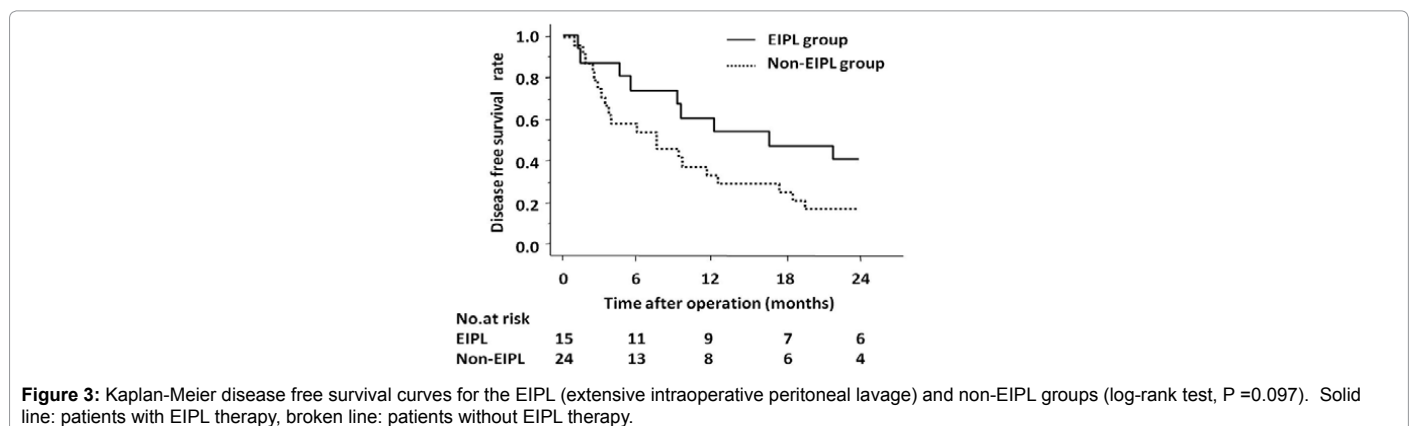 1.0
0.8
0.6
0.4
0.2
0.0
Disease free survival rate
EIPL group
Non-EIPL group
0 6 12 18 24
Time after operation (months)
No.at risk
EIPL 15 11 9 7 6
Non-EIPL 24 13 8 6 4
Figure 3: Kaplan-Meier disease free survival curves for the EIPL (extensive intraoperative peritoneal lavage) and non-EIPL groups (log-rank test, P =0.097). Solid
line: patients with EIPL therapy, broken line: patients without EIPL therapy.